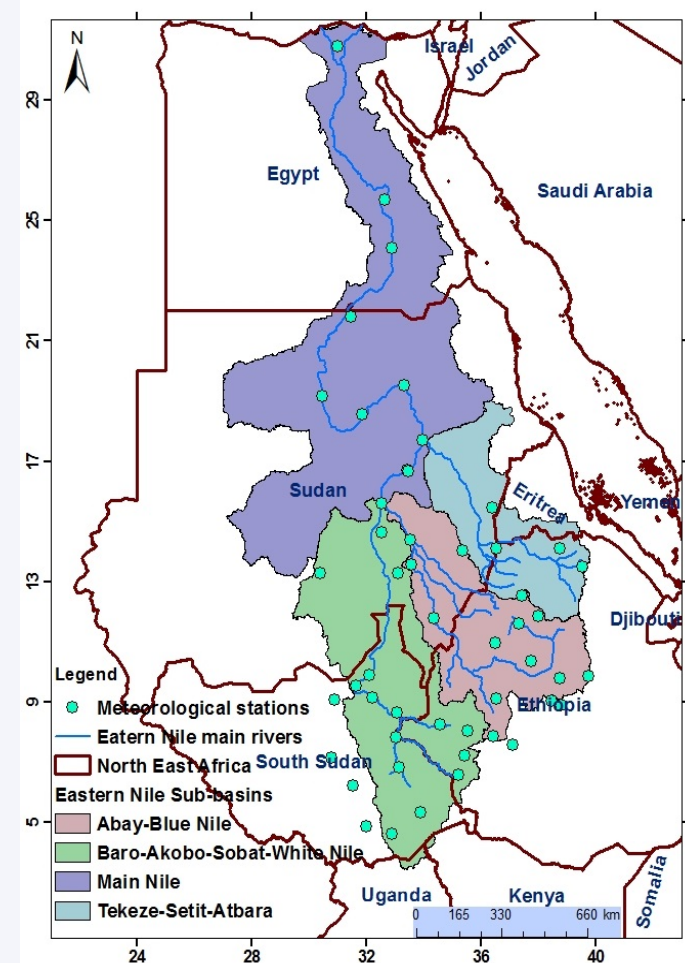 N
Israel
Jordan
29
Egypt
Saudi Arabia
25
21
17
Sudan
Eritrea
Yemen
13
Djibouti
Legend
9
Meteorological stations
Ethiopia
Eatern Nile main rivers
North East Africa
South Sudan
Eastern Nile Sub-basins
5
Abay-Blue Nile
Baro-Akobo-Sobat-White Nile
Main Nile
Tekeze-Setit-Atbara
Uganda
Kenya
Somalia
0 165 330 660 km
24 28 32 36 40